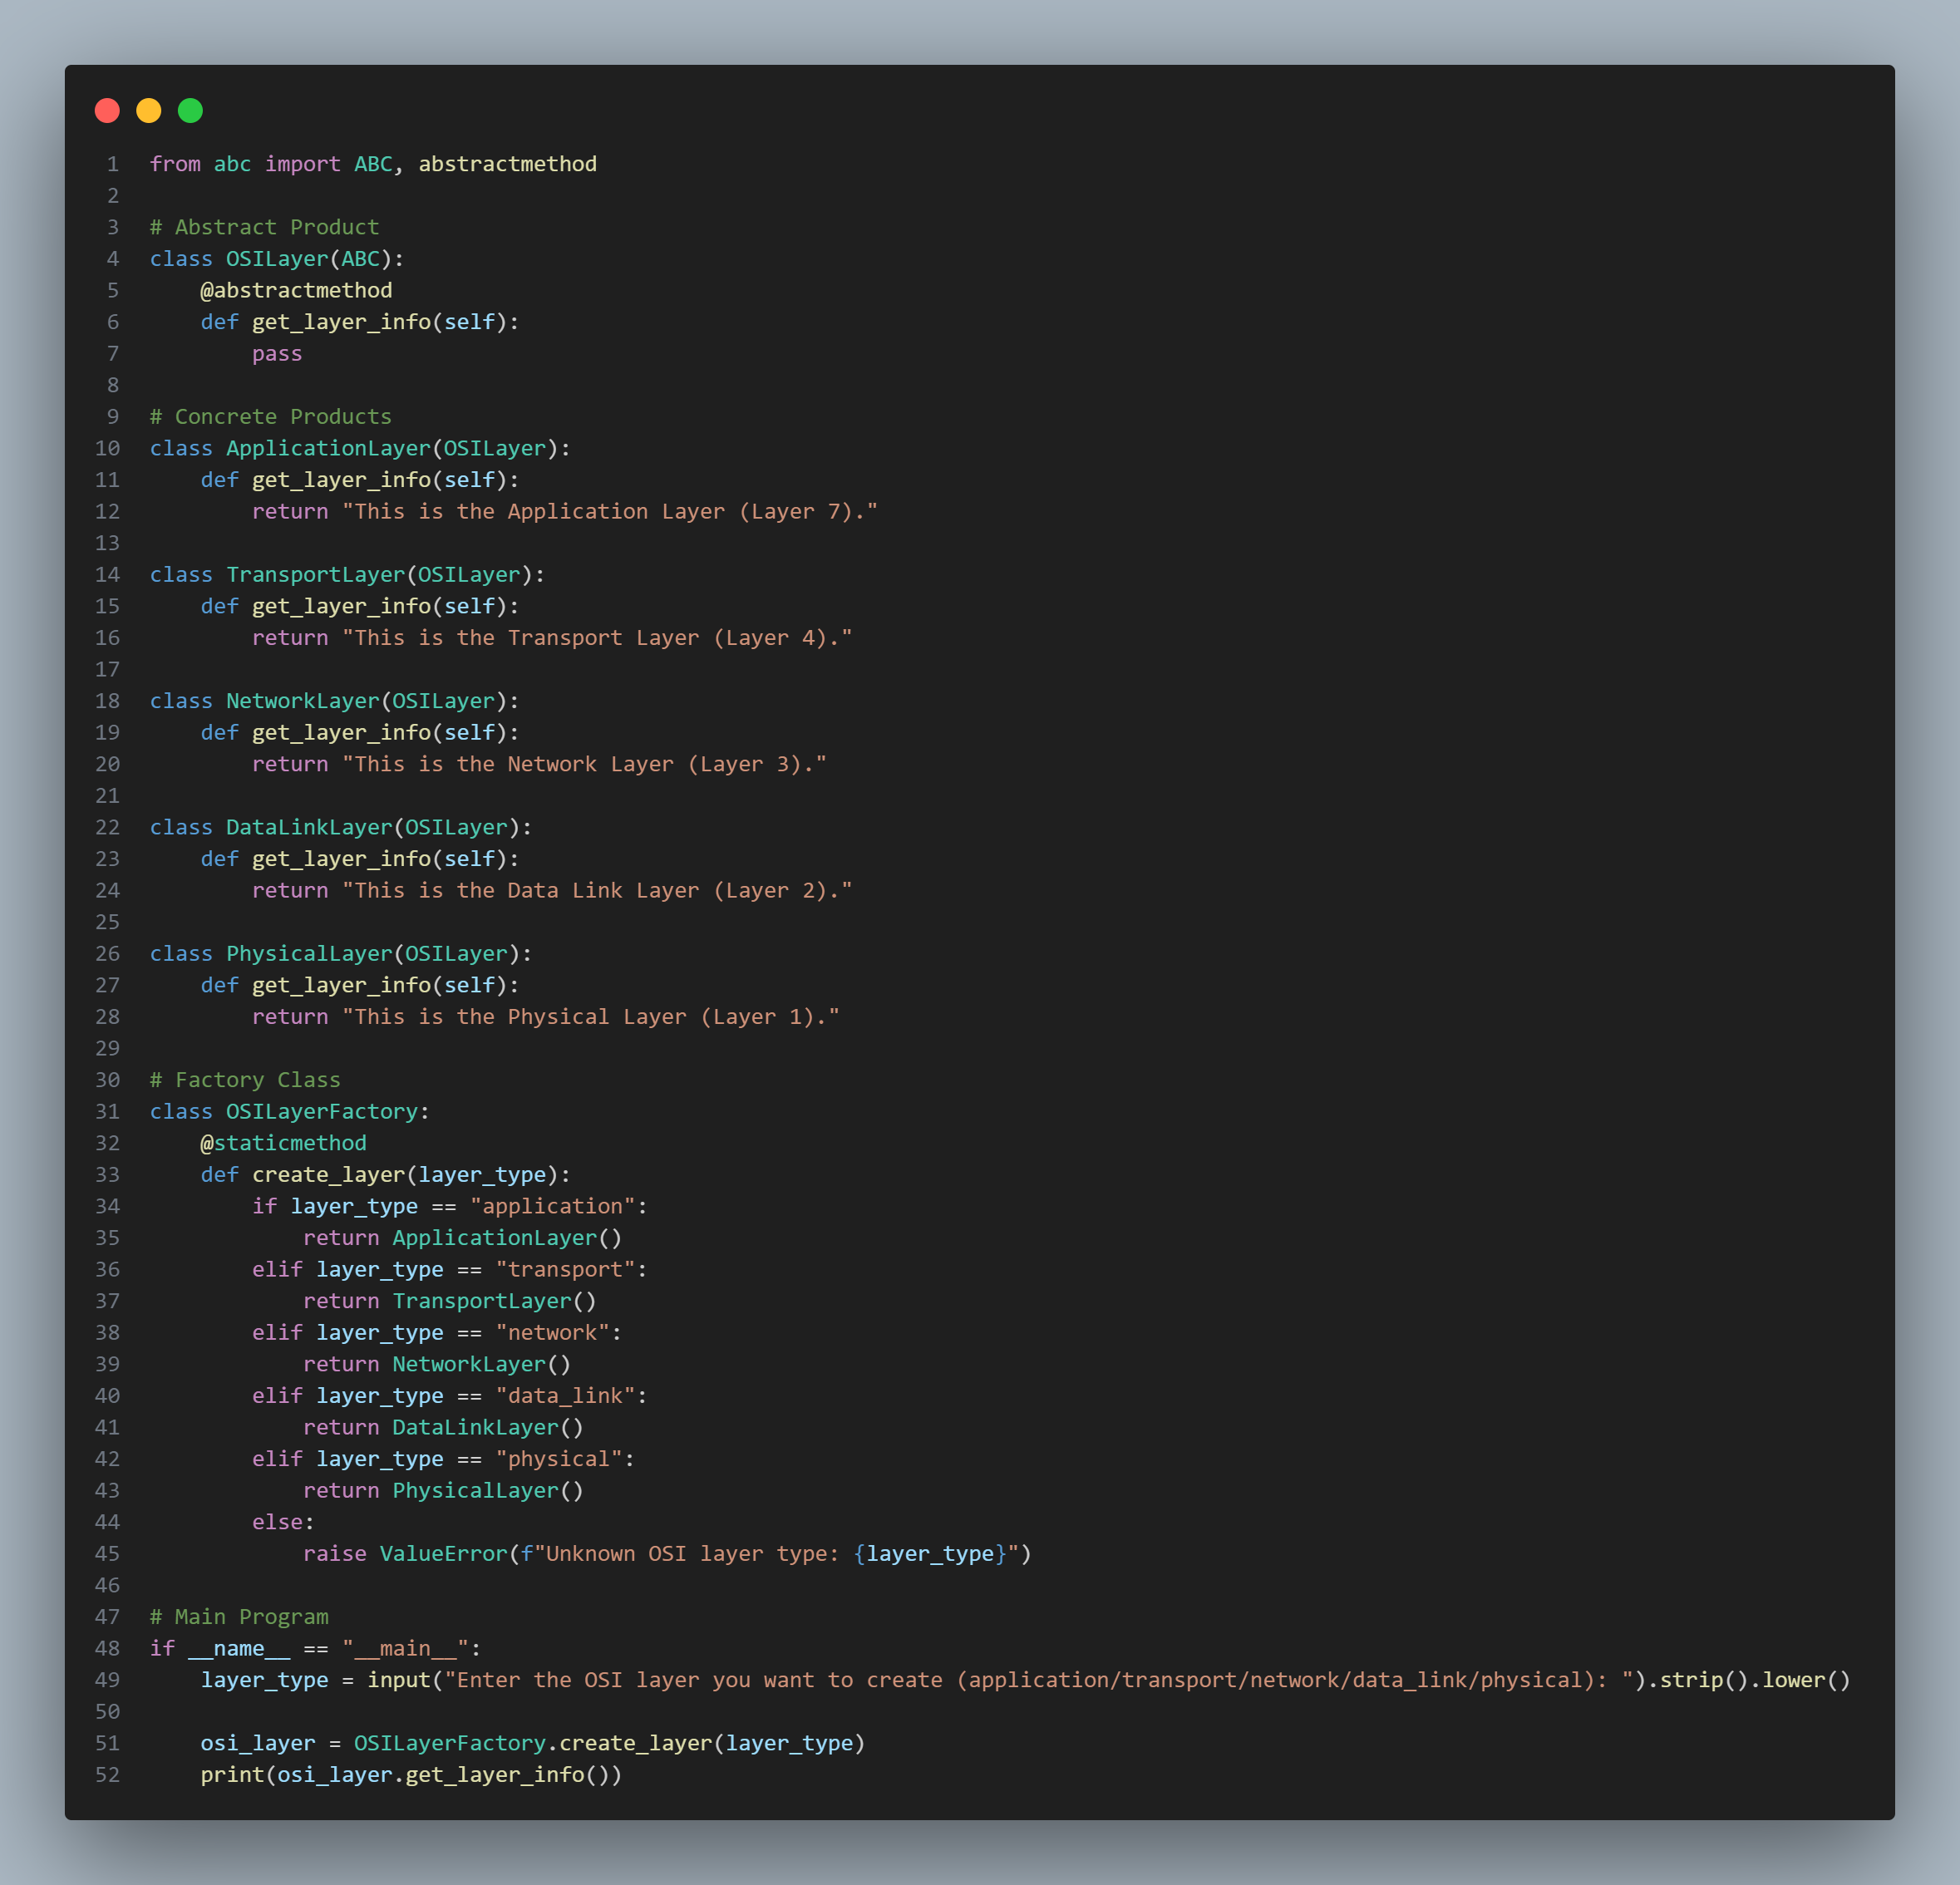 1 from abc import ABC, abstractmethod
2
3 # Abstract Product
4 class OSILayer(ABC):
5     @abstractmethod
6     def get_layer_info(self):
7         pass
8
9 # Concrete Products
10 class ApplicationLayer(OSILayer):
11     def get_layer_info(self):
12         return "This is the Application Layer (Layer 7)."
13
14 class TransportLayer(OSILayer):
15     def get_layer_info(self):
16         return "This is the Transport Layer (Layer 4)."
17
18 class NetworkLayer(OSILayer):
19     def get_layer_info(self):
20         return "This is the Network Layer (Layer 3)."
21
22 class DataLinkLayer(OSILayer):
23     def get_layer_info(self):
24         return "This is the Data Link Layer (Layer 2)."
25
26 class PhysicalLayer(OSILayer):
27     def get_layer_info(self):
28         return "This is the Physical Layer (Layer 1)."
29
30 # Factory Class
31 class OSILayerFactory:
32     @staticmethod
33     def create_layer(layer_type):
34         if layer_type == "application":
35             return ApplicationLayer()
36         elif layer_type == "transport":
37             return TransportLayer()
38         elif layer_type == "network":
39             return NetworkLayer()
40         elif layer_type == "data_link":
41             return DataLinkLayer()
42         elif layer_type == "physical":
43             return PhysicalLayer()
44         else:
45             raise ValueError(f"Unknown OSI layer type: {layer_type}")
46
47 # Main Program
48 if __name__ == "__main__":
49     layer_type = input("Enter the OSI layer you want to create (application/transport/network/data_link/physical): ").strip().lower()
50
51     osi_layer = OSILayerFactory.create_layer(layer_type)
52     print(osi_layer.get_layer_info())